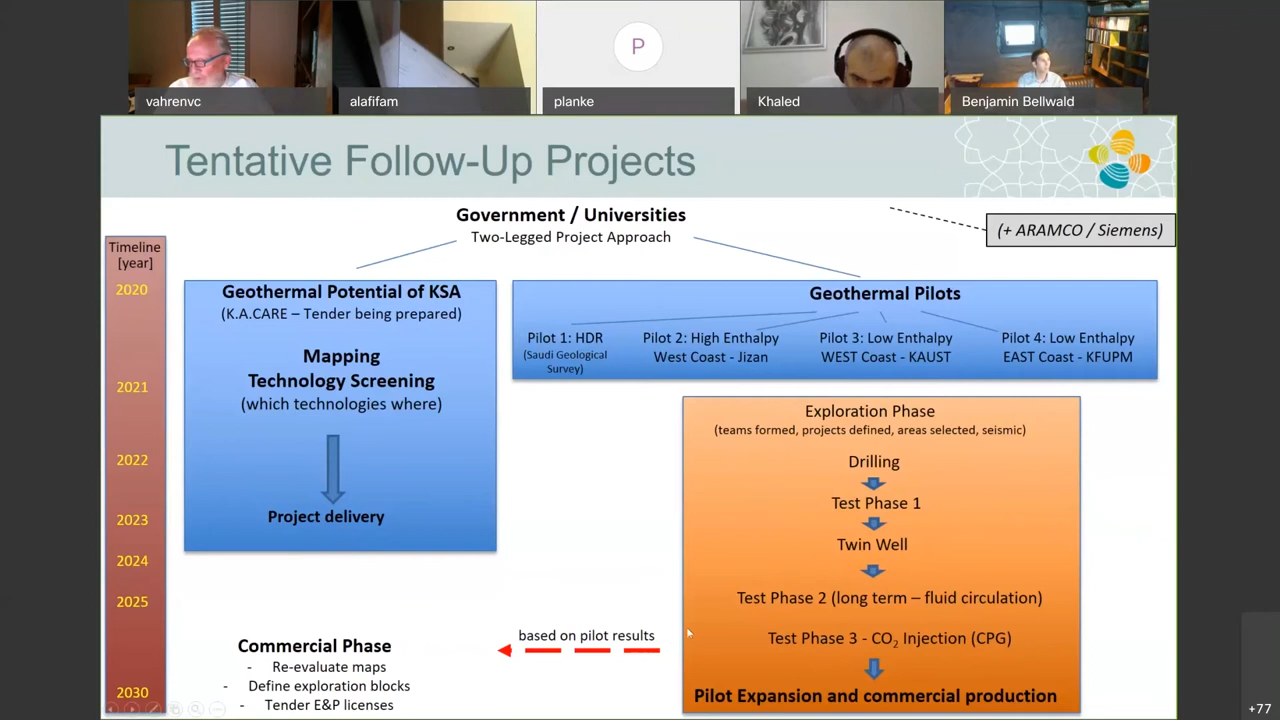 P
vahrenvc
alafifam
planke
Khaled
Benjamin Bellwald
Tentative Follow-Up Projects
Government / Universities
Two-Legged Project Approach
(+ ARAMCO / Siemens)
Timeline
[year]
2020
2021
2022
2023
2024
2025
2030
Geothermal Potential of KSA
(K.A.CARE – Tender being prepared)
Mapping
Technology Screening
(which technologies where)
Project delivery
Geothermal Pilots
Pilot 1: HDR
(Saudi Geological
Survey)
Pilot 2: High Enthalpy
West Coast - Jizan
Pilot 3: Low Enthalpy
WEST Coast - KAUST
Pilot 4: Low Enthalpy
EAST Coast - KFUPM
Exploration Phase
(teams formed, projects defined, areas selected, seismic)
Drilling
Test Phase 1
Twin Well
Test Phase 2 (long term – fluid circulation)
Test Phase 3 - CO₂ Injection (CPG)
Pilot Expansion and commercial production
based on pilot results
Commercial Phase
- Re-evaluate maps
- Define exploration blocks
- Tender E&P licenses
+77